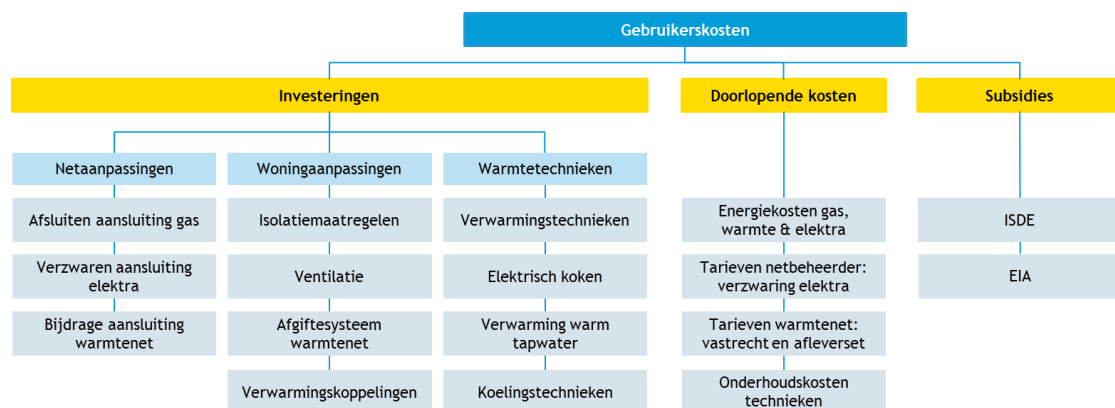 Gebruikerskosten
Investeringen
Doorlopende kosten
Subsidies
Netaanpassingen
Woningaanpassingen
Warmtetechnieken
Afsluiten aansluiting gas
Isolatiemaatregelen
Verwarmingstechnieken
Energiekosten gas,
warmte & elektra
ISDE
Verzwaren aansluiting
elektra
Ventilatie
Elektrisch koken
Tarieven netbeheerder:
verzwaring elektra
EIA
Bijdrage aansluiting
warmtenet
Afgiftesysteem
warmtenet
Verwarming warm
tapwater
Tarieven warmtenet:
vastrecht en afleverset
Verwarmingskoppelingen
Koelingstechnieken
Onderhoudskosten
technieken